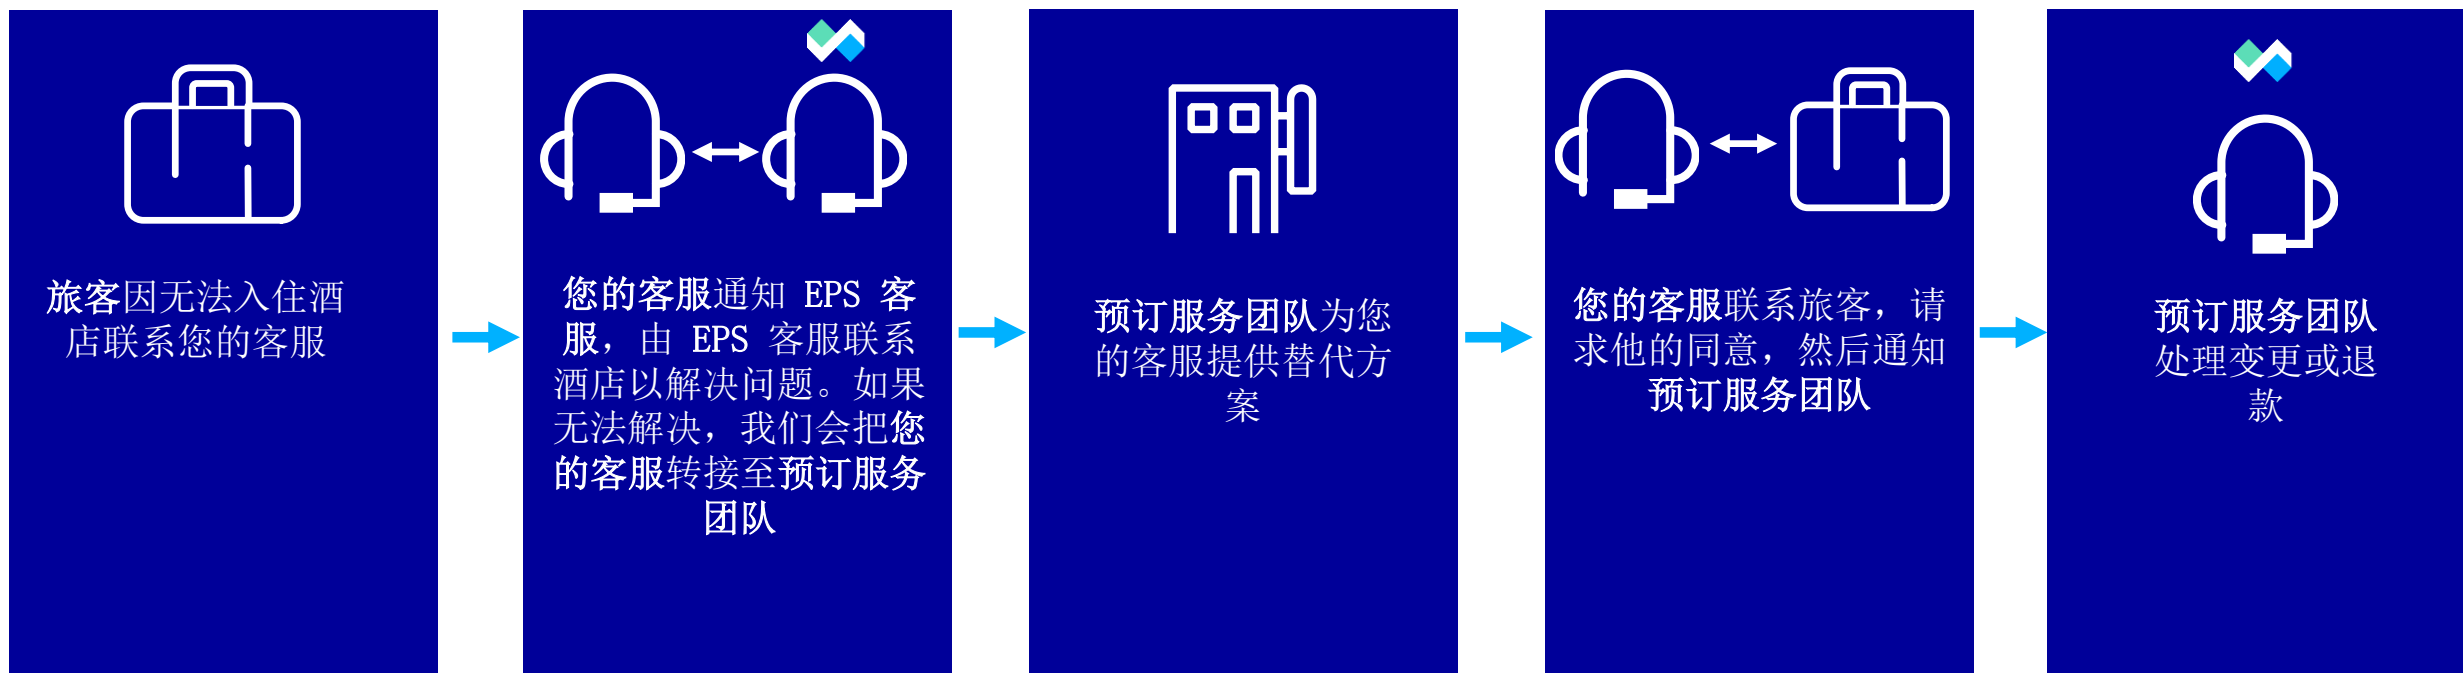 旅客因无法入住酒
店联系您的客服
您的客服通知 EPS 客
服，由 EPS 客服联系
酒店以解决问题。如果
无法解决，我们会把您
的客服转接至预订服务
团队
预订服务团队为您
的客服提供替代方
案
您的客服联系旅客，请
求他的同意，然后通知
预订服务团队
预订服务团队
处理变更或退
款